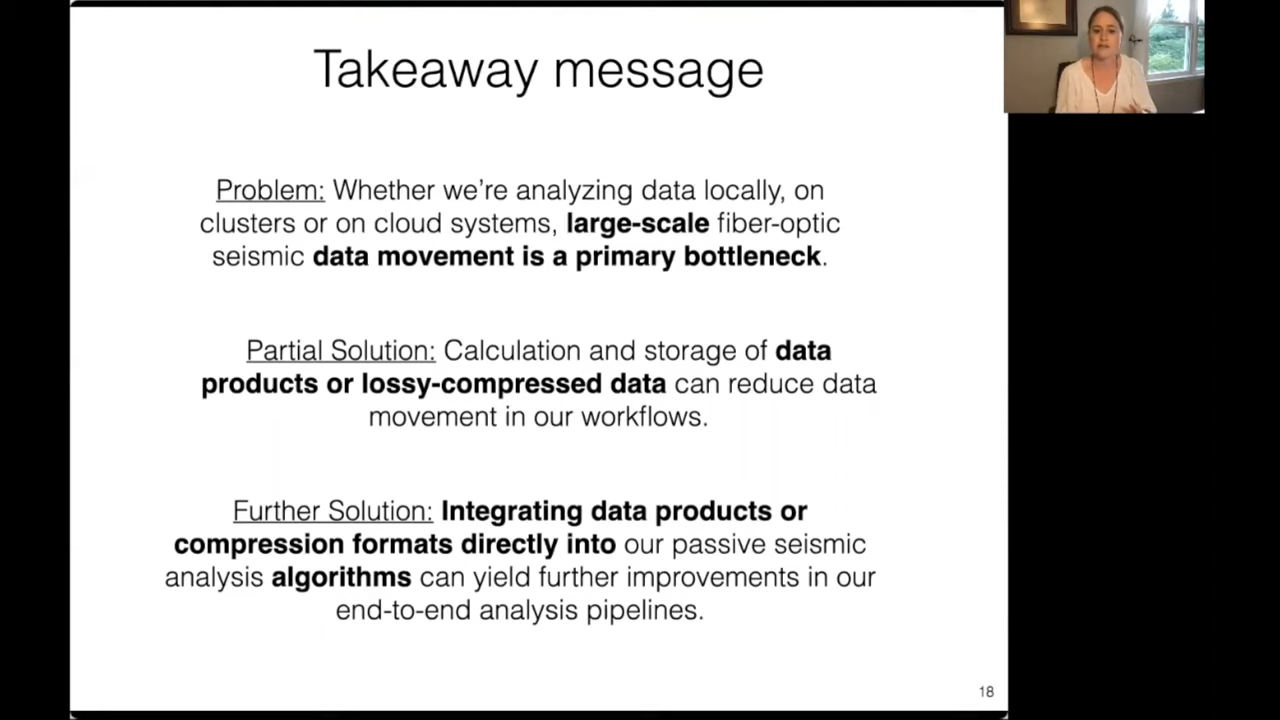 Takeaway message
Problem: Whether we're analyzing data locally, on
clusters or on cloud systems, large-scale fiber-optic
seismic data movement is a primary bottleneck.
Partial Solution: Calculation and storage of data
products or lossy-compressed data can reduce data
movement in our workflows.
Further Solution: Integrating data products or
compression formats directly into our passive seismic
analysis algorithms can yield further improvements in our
end-to-end analysis pipelines.
18